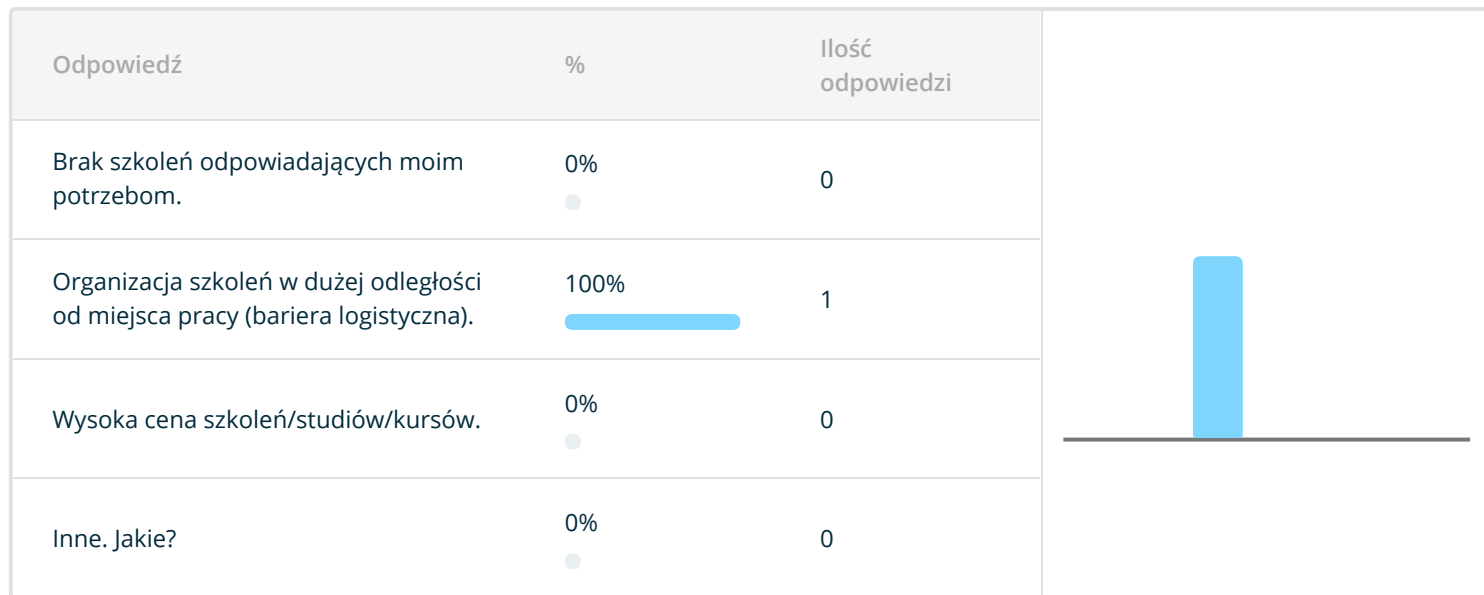 Odpowiedź
%
Ilość
odpowiedzi
Brak szkoleń odpowiadających moim
potrzebom.
0%
0
Organizacja szkoleń w dużej odległości
od miejsca pracy (bariera logistyczna).
100%
1
Wysoka cena szkoleń/studiów/kursów.
0%
0
Inne. Jakie?
0%
0